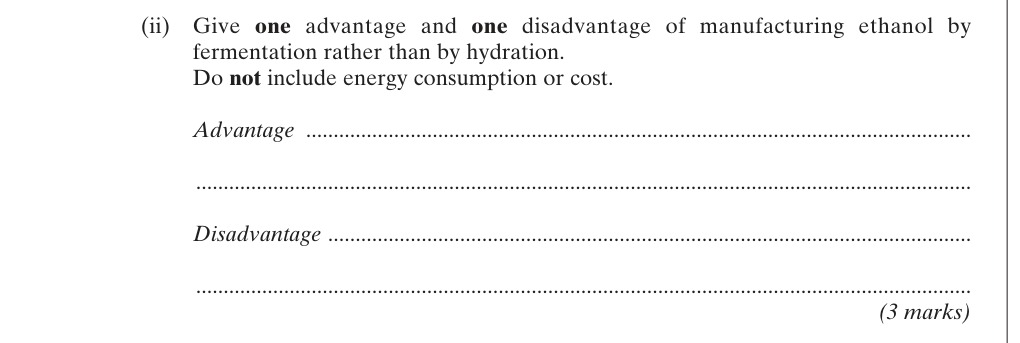 (ii) Give one advantage and one disadvantage of manufacturing ethanol by
fermentation rather than by hydration.
Do not include energy consumption or cost.
Advantage ........................................................................................................................
............................................................................................................................................
Disadvantage ....................................................................................................................
............................................................................................................................................
(3 marks)